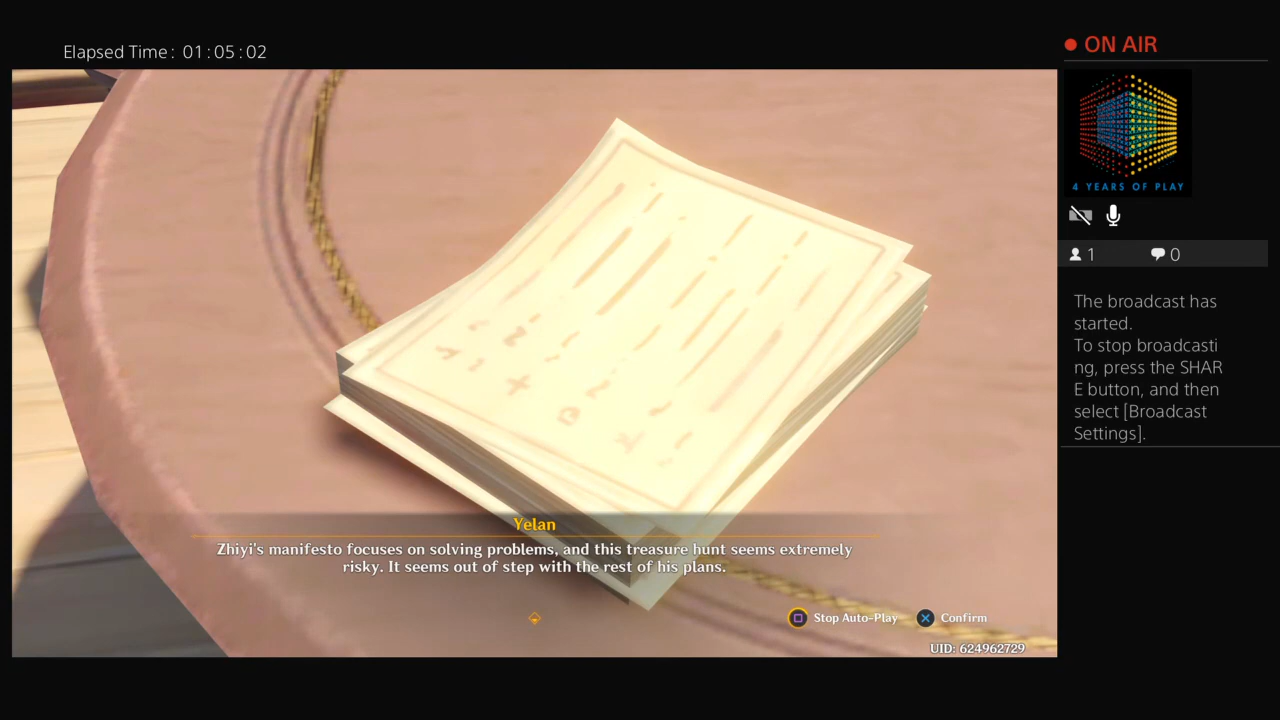 Elapsed Time: 01:05:02
ON AIR
4 YEARS OF PLAY
1
0
The broadcast has
started.
To stop broadcasti
ng, press the SHAR
E button, and then
select [Broadcast
Settings].
Yelan
Zhiyi's manifesto focuses on solving problems, and this treasure hunt seems extremely
risky. It seems out of step with the rest of his plans.
Stop Auto-Play
Confirm
UID: 624962729